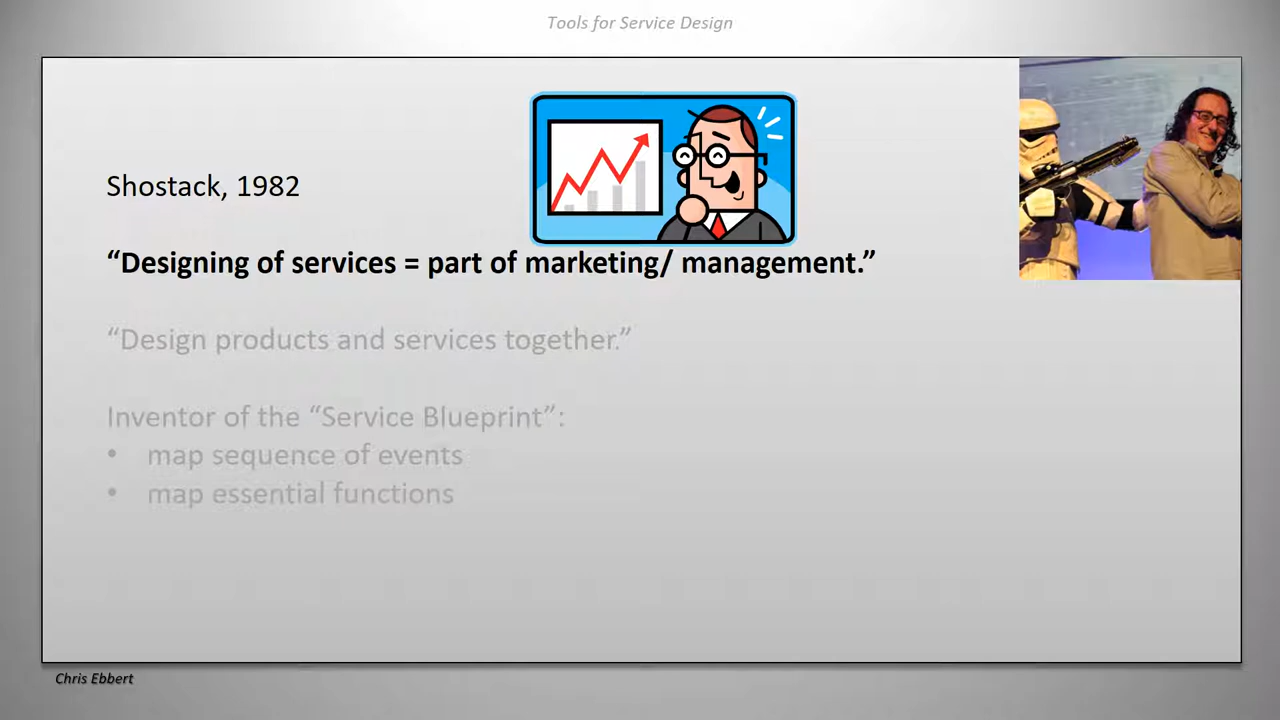 Tools for Service Design
Shostack, 1982
“Designing of services = part of marketing/ management.”
“Design products and services together.”
Inventor of the “Service Blueprint”:
• map sequence of events
• map essential functions
Chris Ebbert